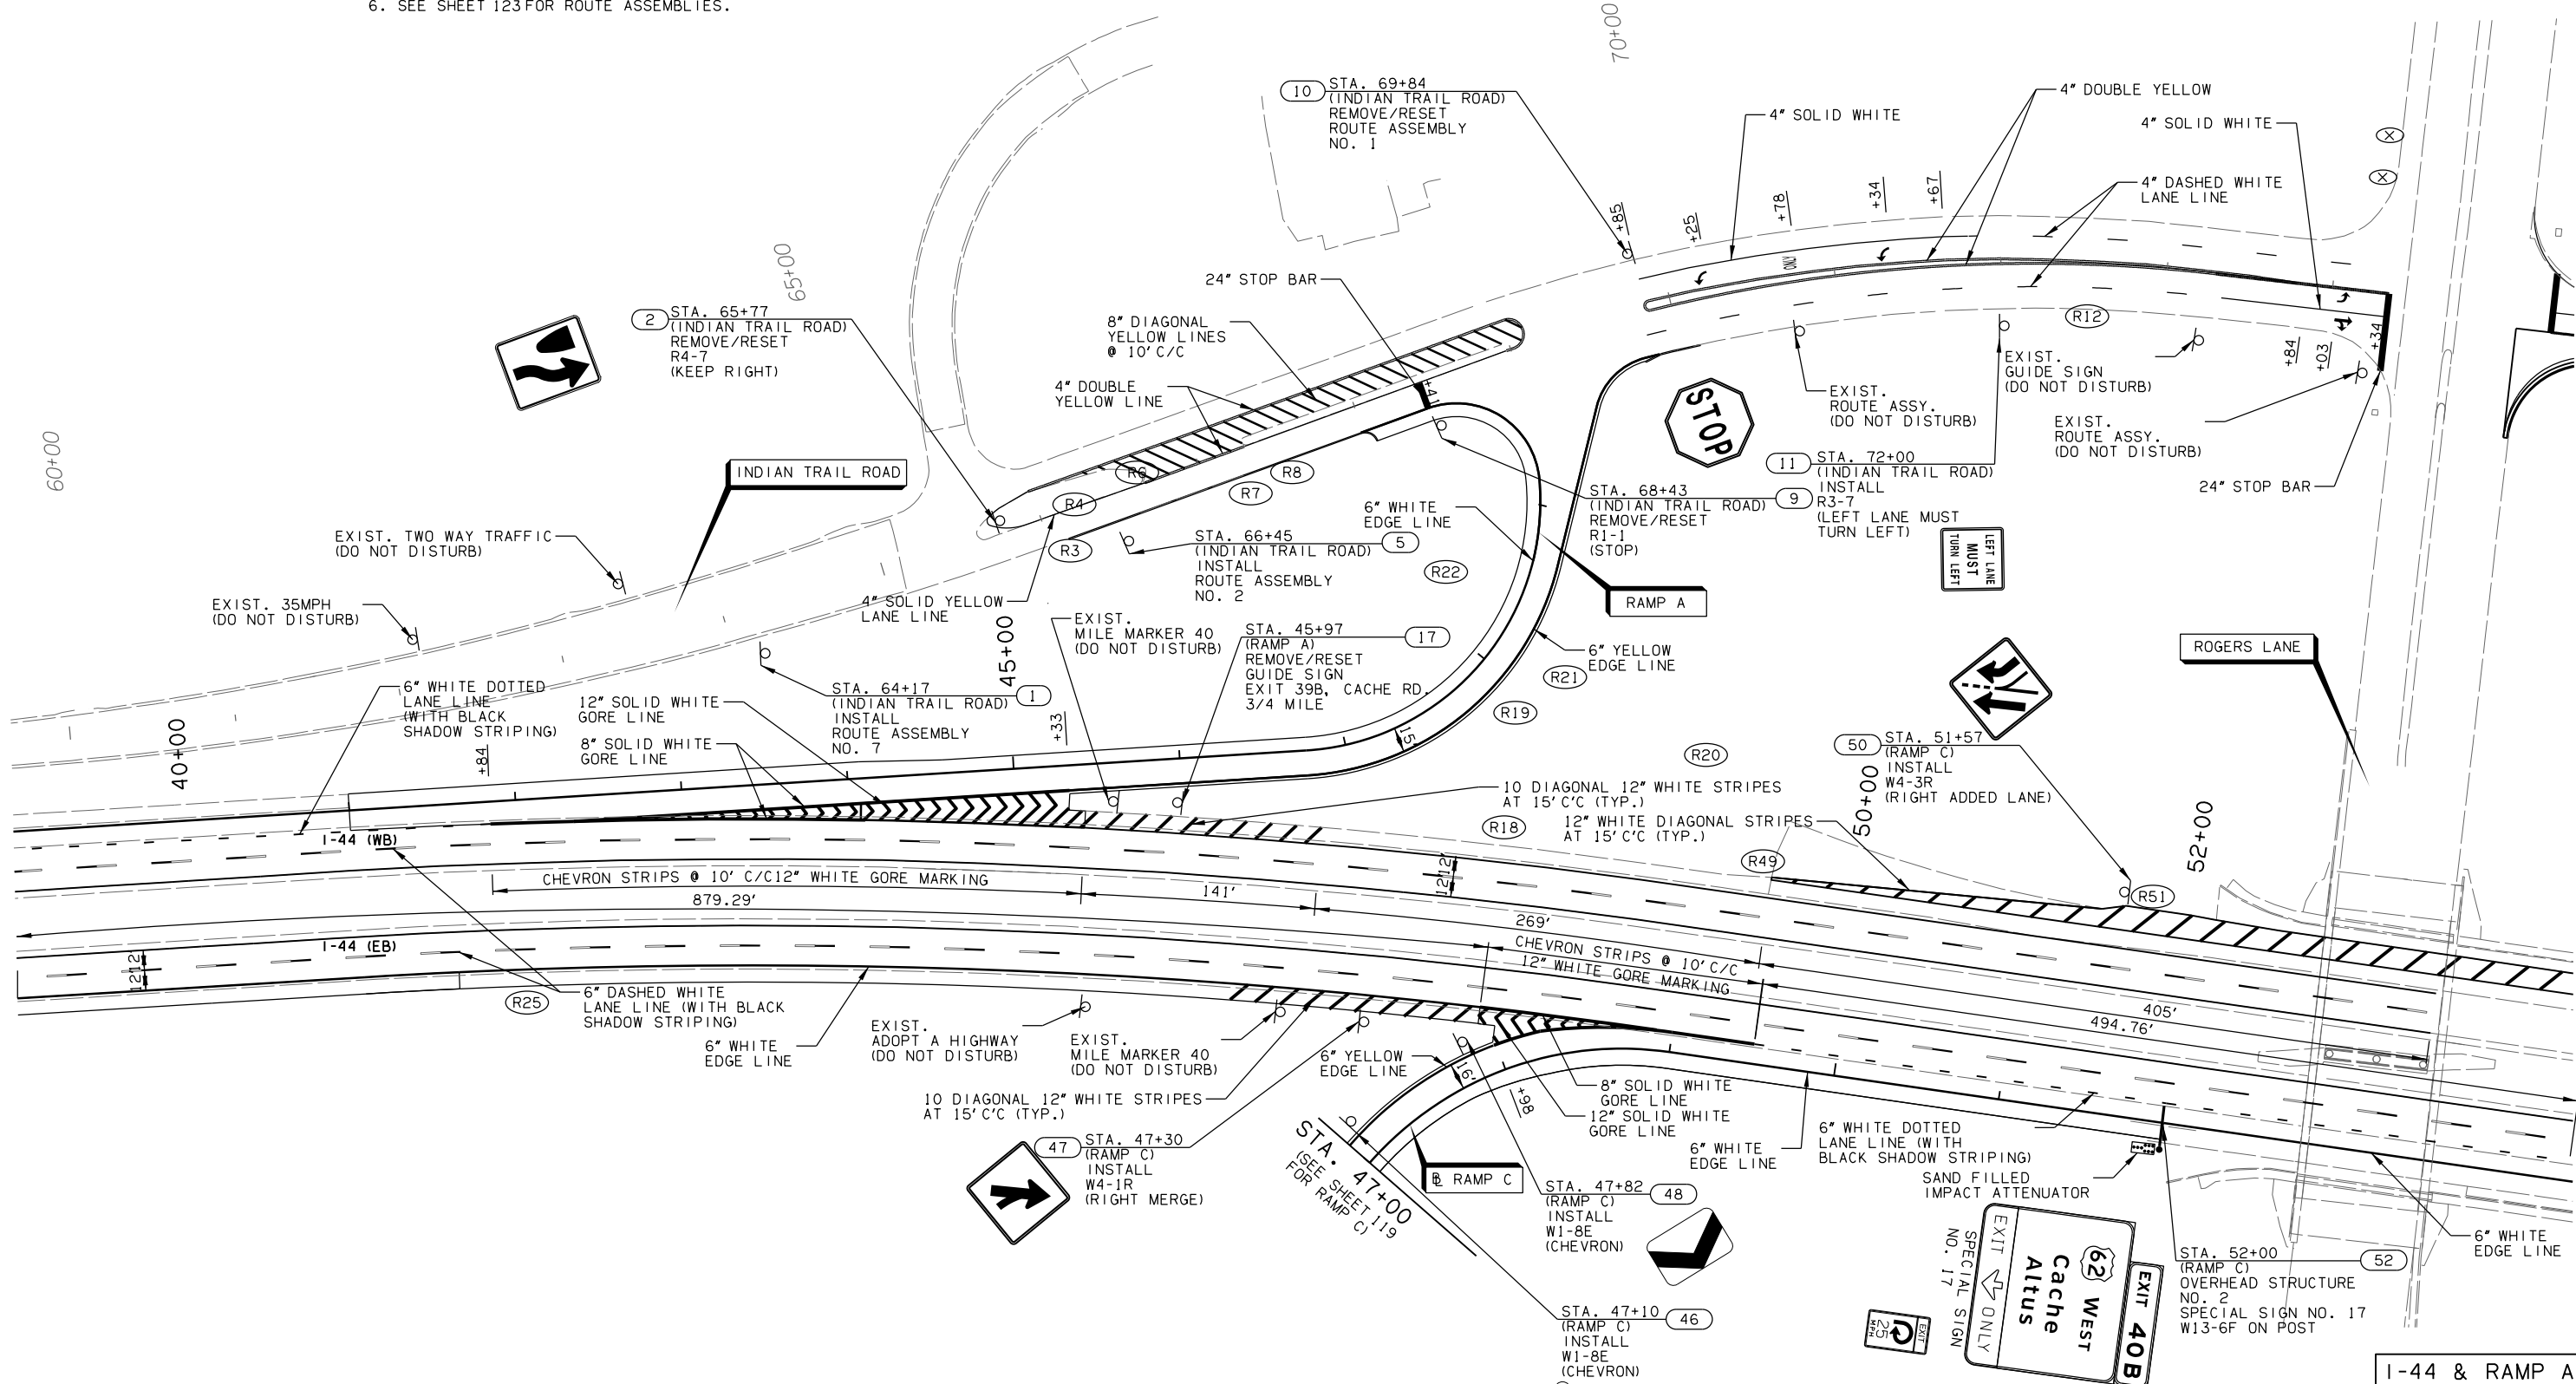 6. SEE SHEET 123 FOR ROUTE ASSEMBLIES.
70+00
10
STA. 69+84
(INDIAN TRAIL ROAD)
REMOVE/RESET
ROUTE ASSEMBLY
NO. 1
4" SOLID WHITE
4" DOUBLE YELLOW
4" SOLID WHITE
4" DASHED WHITE
LANE LINE
X
X
+85
+25
+78
+34
+67
ONLY
65+00
24" STOP BAR
2
STA. 65+77
(INDIAN TRAIL ROAD)
REMOVE/RESET
R4-7
(KEEP RIGHT)
8" DIAGONAL
YELLOW LINES
@ 10' C/C
4" DOUBLE
YELLOW LINE
+41
R12
+84
+03
+34
EXIST.
GUIDE SIGN
(DO NOT DISTURB)
EXIST.
ROUTE ASSY.
(DO NOT DISTURB)
EXIST.
ROUTE ASSY.
(DO NOT DISTURB)
STOP
60+00
INDIAN TRAIL ROAD
R6
R4
R7
R8
R3
11
STA. 72+00
(INDIAN TRAIL ROAD)
INSTALL
R3-7
(LEFT LANE MUST
TURN LEFT)
24" STOP BAR
STA. 68+43
(INDIAN TRAIL ROAD)
REMOVE/RESET
R1-1
(STOP)
9
6" WHITE
EDGE LINE
LEFT LANE
MUST
TURN LEFT
EXIST. TWO WAY TRAFFIC
(DO NOT DISTURB)
STA. 66+45
(INDIAN TRAIL ROAD)
INSTALL
ROUTE ASSEMBLY
NO. 2
5
R22
RAMP A
EXIST. 35MPH
(DO NOT DISTURB)
4" SOLID YELLOW
LANE LINE
45+00
EXIST.
MILE MARKER 40
(DO NOT DISTURB)
STA. 45+97
(RAMP A)
REMOVE/RESET
GUIDE SIGN
EXIT 39B, CACHE RD,
3/4 MILE
17
6" YELLOW
EDGE LINE
R21
R19
ROGERS LANE
6" WHITE DOTTED
LANE LINE
(WITH BLACK
SHADOW STRIPING)
12" SOLID WHITE
GORE LINE
8" SOLID WHITE
GORE LINE
STA. 64+17
(INDIAN TRAIL ROAD)
INSTALL
ROUTE ASSEMBLY
NO. 7
1
+33
40+00
+84
15'
R20
50
STA. 51+57
(RAMP C)
INSTALL
W4-3R
(RIGHT ADDED LANE)
50+00
52+00
10 DIAGONAL 12" WHITE STRIPES
AT 15' C'C (TYP.)
R18
12" WHITE DIAGONAL STRIPES
AT 15' C'C (TYP.)
R49
R51
I-44 (WB)
CHEVRON STRIPS @ 10' C/C12" WHITE GORE MARKING
879.29'
141'
12'
12'
269'
CHEVRON STRIPS @ 10' C/C
12" WHITE GORE MARKING
405'
494.76'
I-44 (EB)
12'
12'
R25
6" DASHED WHITE
LANE LINE (WITH BLACK
SHADOW STRIPING)
6" WHITE
EDGE LINE
EXIST.
ADOPT A HIGHWAY
(DO NOT DISTURB)
EXIST.
MILE MARKER 40
(DO NOT DISTURB)
6" YELLOW
EDGE LINE
16'
+98
8" SOLID WHITE
GORE LINE
12" SOLID WHITE
GORE LINE
6" WHITE
EDGE LINE
10 DIAGONAL 12" WHITE STRIPES
AT 15' C'C (TYP.)
6" WHITE DOTTED
LANE LINE (WITH
BLACK SHADOW STRIPING)
SAND FILLED
IMPACT ATTENUATOR
47
STA. 47+30
(RAMP C)
INSTALL
W4-1R
(RIGHT MERGE)
STA. 47+00
(SEE SHEET 119
FOR RAMP C)
℄ RAMP C
STA. 47+82
(RAMP C)
INSTALL
W1-8E
(CHEVRON)
48
EXIT 40B
62 WEST
Cache
Altus
EXIT ONLY
SPECIAL SIGN
NO. 17
6" WHITE
EDGE LINE
STA. 52+00
(RAMP C)
OVERHEAD STRUCTURE
NO. 2
SPECIAL SIGN NO. 17
W13-6F ON POST
52
EXIT
25
MPH
STA. 47+10
(RAMP C)
INSTALL
W1-8E
(CHEVRON)
46
I-44 & RAMP A